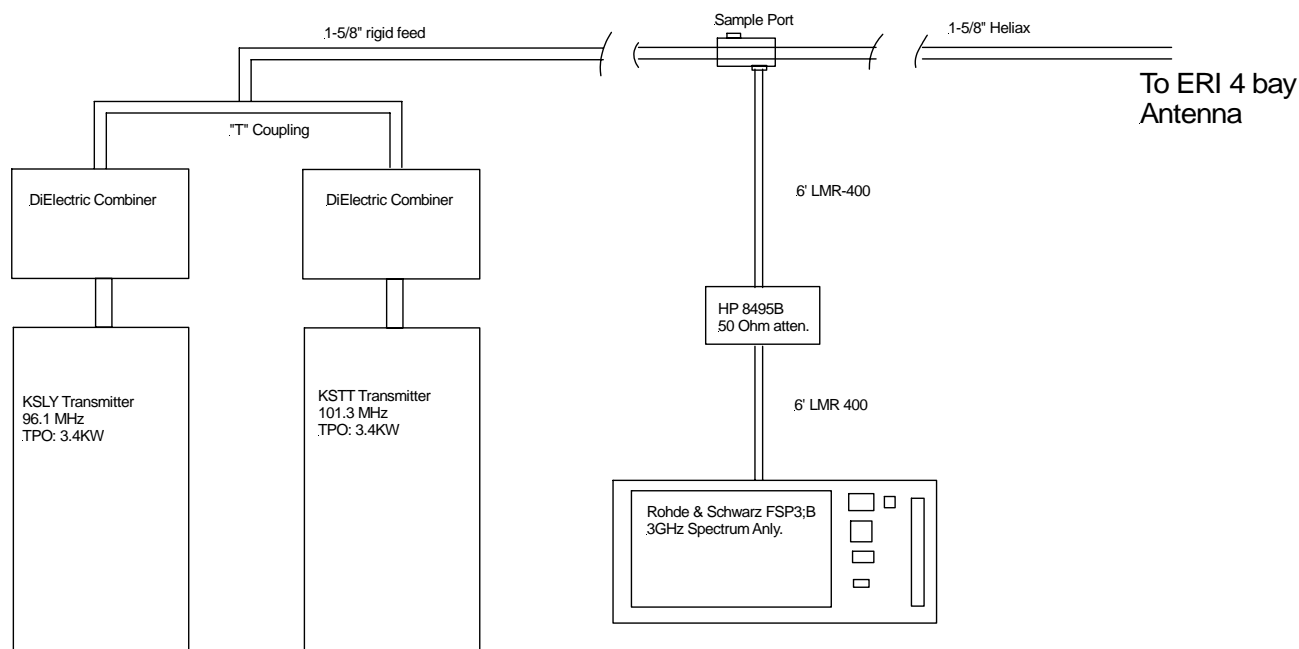 Sample Port
1-5/8" rigid feed
1-5/8" Heliax
To ERI 4 bay
Antenna
"T" Coupling
DiElectric Combiner
DiElectric Combiner
6' LMR-400
HP 8495B
50 Ohm atten.
KSLY Transmitter
96.1 MHz
TPO: 3.4KW
KSTT Transmitter
101.3 MHz
TPO: 3.4KW
6' LMR 400
Rohde & Schwarz FSP3;B
3GHz Spectrum Anly.